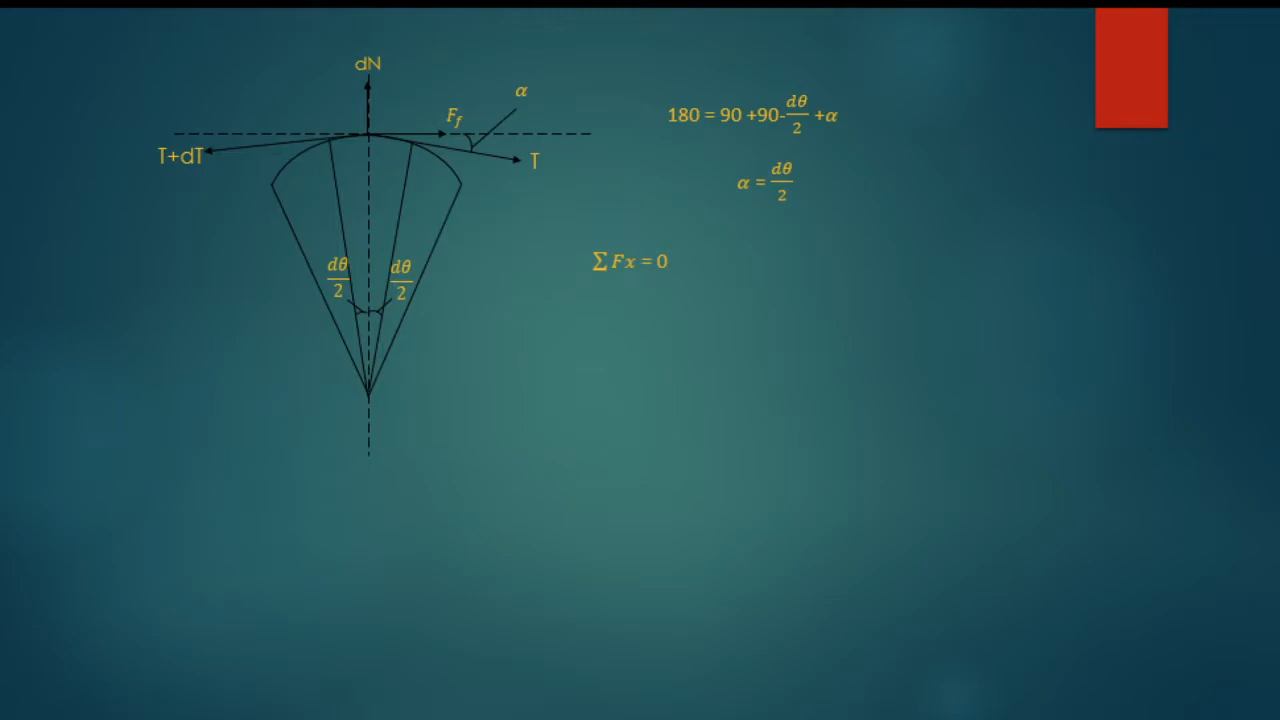 dN
α
F_f
T+dT
T
dθ/2
dθ/2
180 = 90 +90-dθ/2 +α
α = dθ/2
∑ Fx = 0